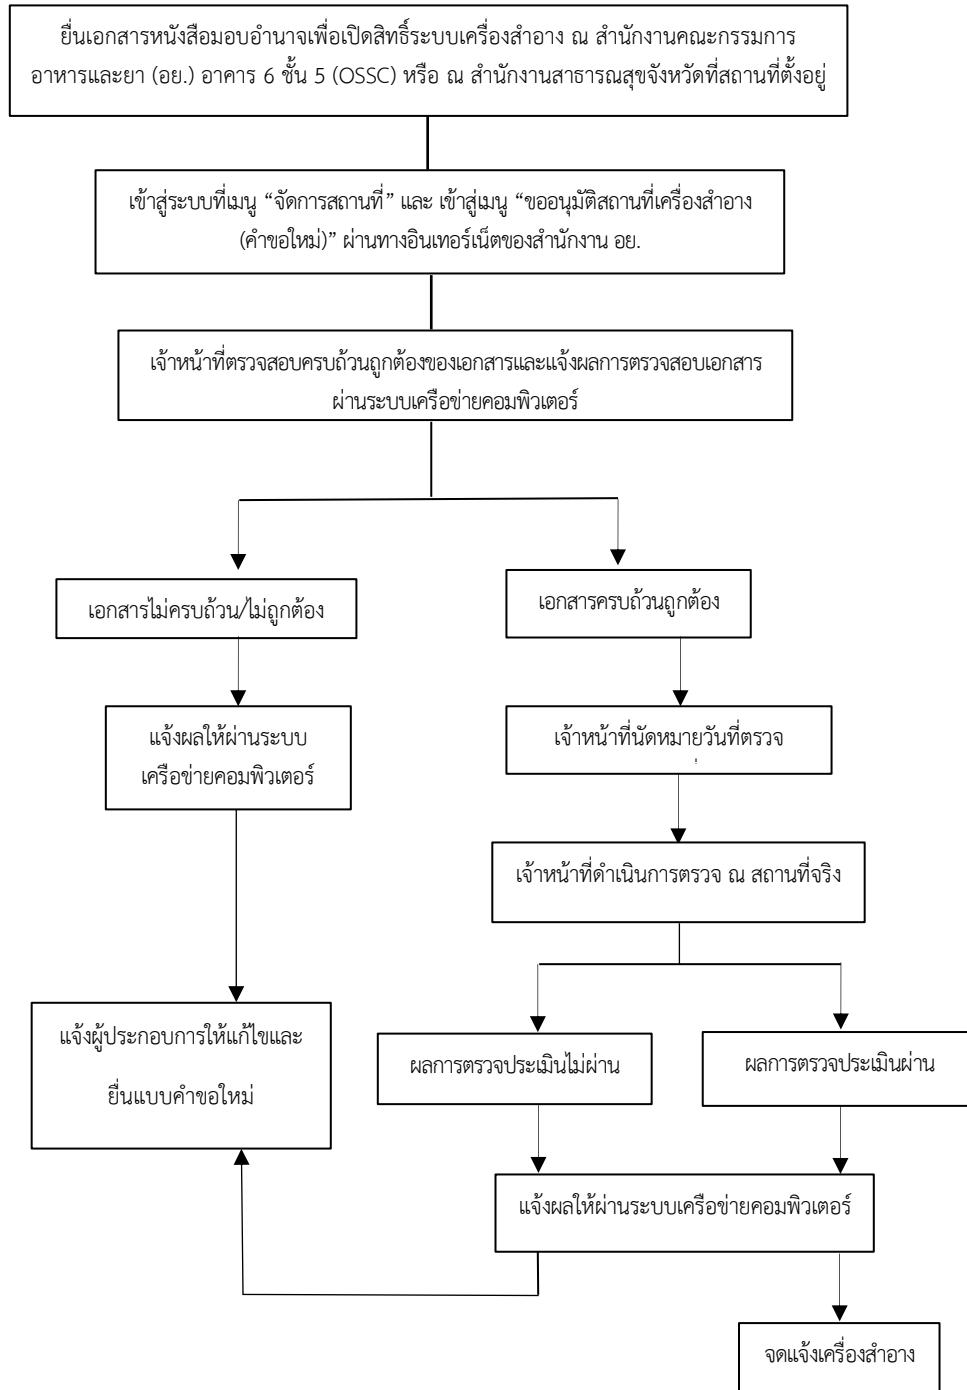 ยื่นเอกสารหนังสือมอบอำนาจเพื่อเปิดสิทธิ์ระบบเครื่องสำอาง ณ สำนักงานคณะกรรมการ
อาหารและยา (อย.) อาคาร 6 ชั้น 5 (OSSC) หรือ ณ สำนักงานสาธารณสุขจังหวัดที่สถานที่ตั้งอยู่
เข้าสู่ระบบที่เมนู “จัดการสถานที่” และ เข้าสู่เมนู “ขออนุมัติสถานที่เครื่องสำอาง
(คำขอใหม่)” ผ่านทางอินเทอร์เน็ตของสำนักงาน อย.
เจ้าหน้าที่ตรวจสอบครบถ้วนถูกต้องของเอกสารและแจ้งผลการตรวจสอบเอกสาร
ผ่านระบบเครือข่ายคอมพิวเตอร์
เอกสารไม่ครบถ้วน/ไม่ถูกต้อง
เอกสารครบถ้วนถูกต้อง
แจ้งผลให้ผ่านระบบ
เครือข่ายคอมพิวเตอร์
เจ้าหน้าที่นัดหมายวันที่ตรวจ
เจ้าหน้าที่ดำเนินการตรวจ ณ สถานที่จริง
แจ้งผู้ประกอบการให้แก้ไขและ
ยื่นแบบคำขอใหม่
ผลการตรวจประเมินไม่ผ่าน
ผลการตรวจประเมินผ่าน
แจ้งผลให้ผ่านระบบเครือข่ายคอมพิวเตอร์
จดแจ้งเครื่องสำอาง